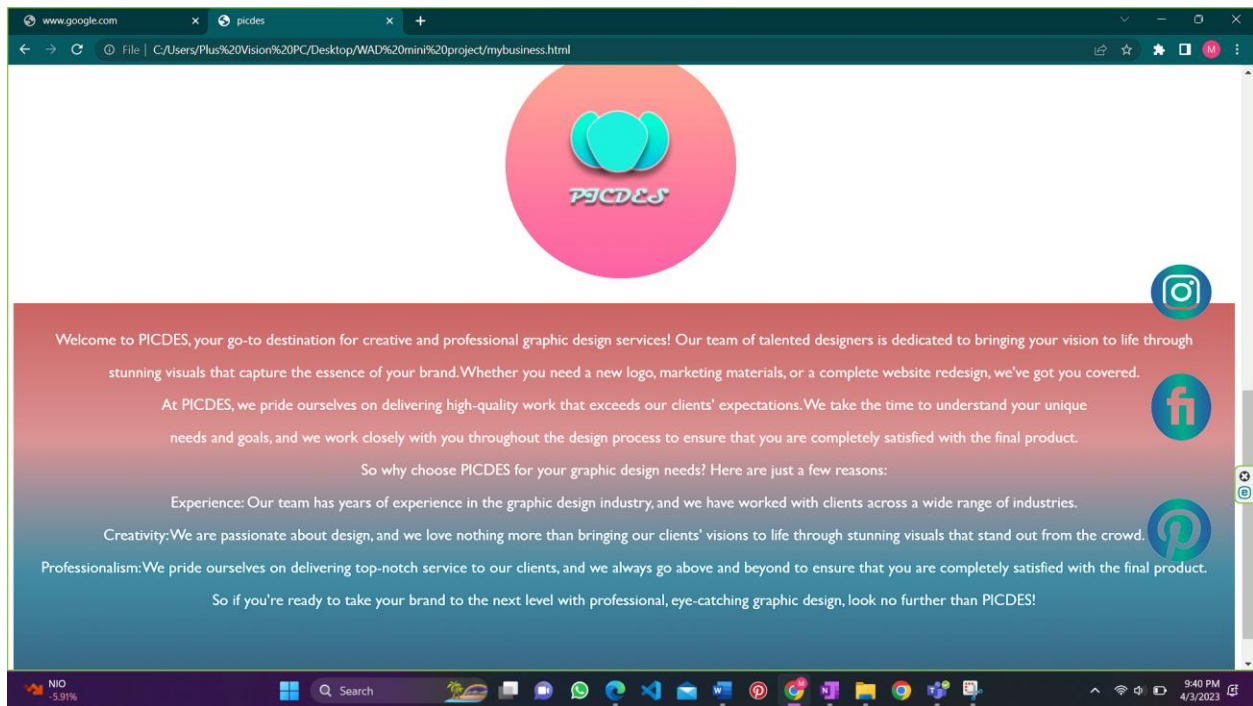 www.google.com
picdes
File | C:/Users/Plus%20Vision%20PC/Desktop/WAD%20mini%20project/mybusiness.html
M
PICDES
Welcome to PICDES, your go-to destination for creative and professional graphic design services! Our team of talented designers is dedicated to bringing your vision to life through
stunning visuals that capture the essence of your brand. Whether you need a new logo, marketing materials, or a complete website redesign, we've got you covered.
At PICDES, we pride ourselves on delivering high-quality work that exceeds our clients' expectations. We take the time to understand your unique
needs and goals, and we work closely with you throughout the design process to ensure that you are completely satisfied with the final product.
fi
So why choose PICDES for your graphic design needs? Here are just a few reasons:
Experience: Our team has years of experience in the graphic design industry, and we have worked with clients across a wide range of industries.
Creativity: We are passionate about design, and we love nothing more than bringing our clients' visions to life through stunning visuals that stand out from the crowd.
Professionalism: We pride ourselves on delivering top-notch service to our clients, and we always go above and beyond to ensure that you are completely satisfied with the final product.
So if you're ready to take your brand to the next level with professional, eye-catching graphic design, look no further than PICDES!
NIO
-5.91%
Search
9:40 PM
4/3/2023